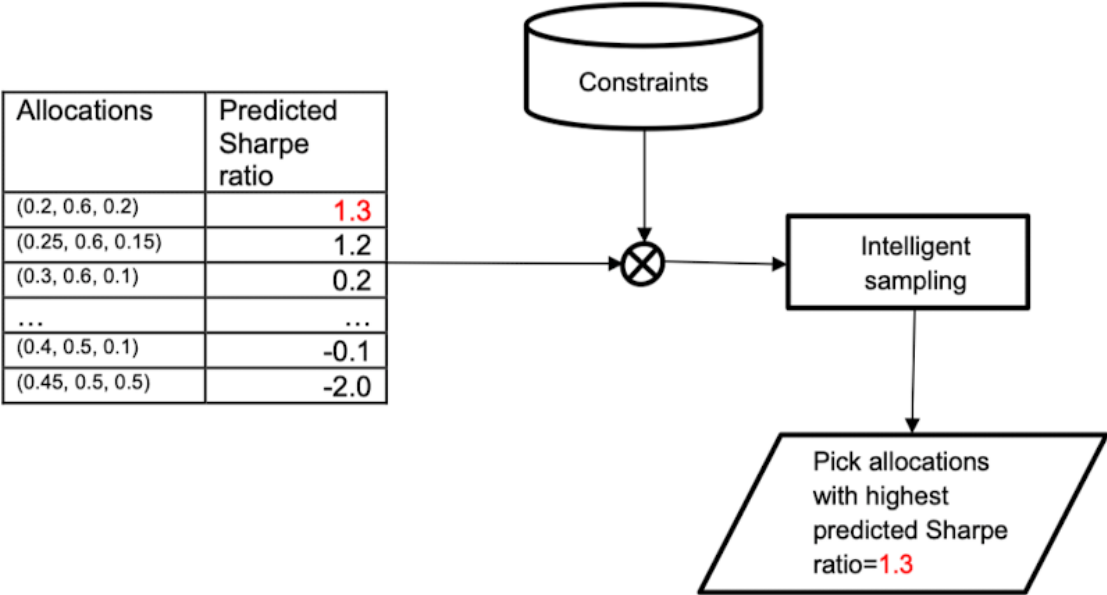 Constraints
Allocations
Predicted
Sharpe
ratio
(0.2, 0.6, 0.2)
1.3
(0.25, 0.6, 0.15)
1.2
(0.3, 0.6, 0.1)
0.2
...
...
(0.4, 0.5, 0.1)
-0.1
(0.45, 0.5, 0.5)
-2.0
Intelligent
sampling
Pick allocations
with highest
predicted Sharpe
ratio=1.3